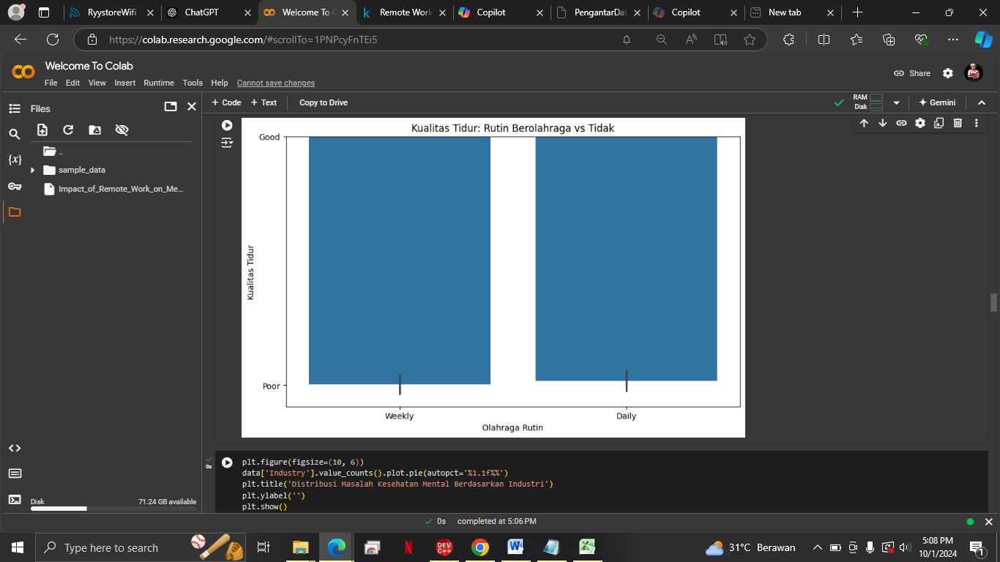 RyystoreWifi
ChatGPT
Welcome To C
Remote Work
Copilot
PengantarDat
Copilot
New tab
https://colab.research.google.com/#scrollTo=1PNPcyFnTEi5
Welcome To Colab
File Edit View Insert Runtime Tools Help Cannot save changes
Share
Files
+ Code + Text Copy to Drive
RAM
Disk
Gemini
..
{x}
sample_data
Impact_of_Remote_Work_on_Me...
Kualitas Tidur: Rutin Berolahraga vs Tidak
Good
Kualitas Tidur
Poor
Weekly Daily
Olahraga Rutin
0s
plt.figure(figsize=(10, 6))
data['Industry'].value_counts().plot.pie(autopct='%1.1f%%')
plt.title('Distribusi Masalah Kesehatan Mental Berdasarkan Industri')
plt.ylabel('')
plt.show()
Disk 71.24 GB available
0s completed at 5:06 PM
Type here to search
DEV C++
31°C Berawan
5:08 PM
10/1/2024
1